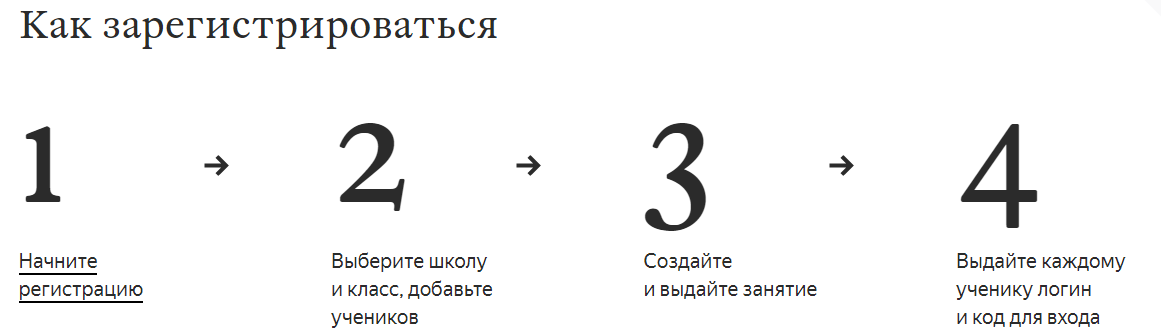 Как зарегистрироваться
1
Начните
регистрацию
2
Выберите школу
и класс, добавьте
учеников
3
Создайте
и выдайте занятие
4
Выдайте каждому
ученику логин
и код для входа